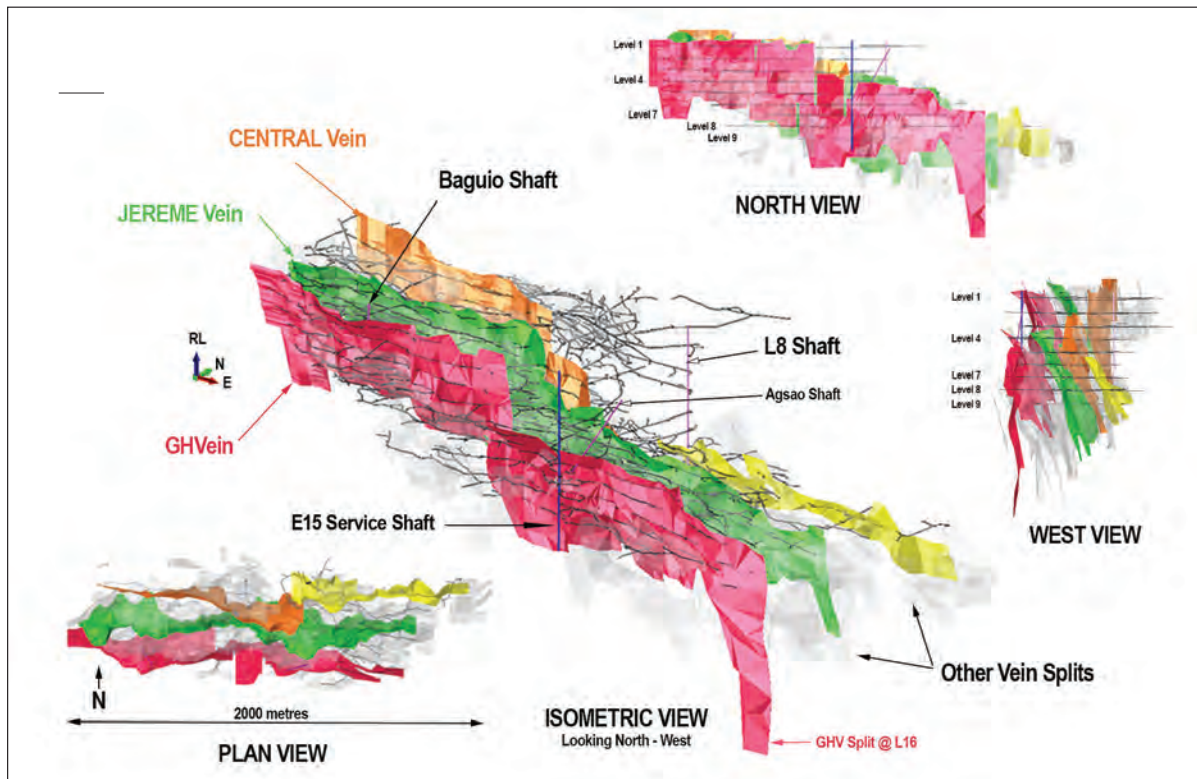 Level 1
Level 4
Level 7
Level 8
Level 9
NORTH VIEW
CENTRAL Vein
Baguio Shaft
JEREME Vein
L8 Shaft
Agsao Shaft
RL
N
E
GHVein
E15 Service Shaft
Level 1
Level 4
Level 7
Level 8
Level 9
WEST VIEW
Other Vein Splits
N
2000 metres
PLAN VIEW
ISOMETRIC VIEW
Looking North - West
GHV Split @ L16